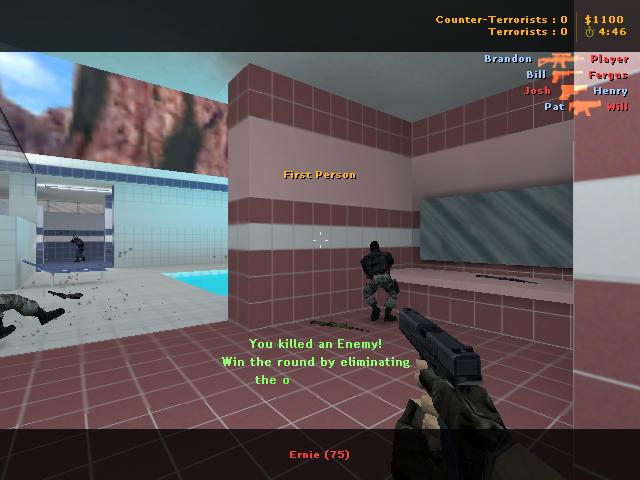 Counter-Terrorists : 0 $1100
Terrorists : 0 4:46
Brandon Player
Bill Fergus
Josh Henry
Pat Will
First Person
You killed an Enemy!
Win the round by eliminating
the o
Ernie (75)